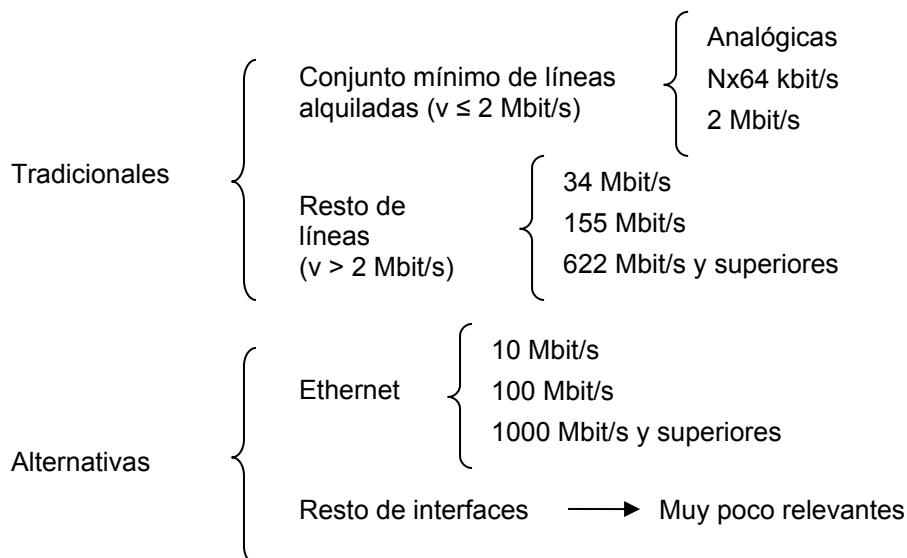 Tradicionales
Conjunto mínimo de líneas
alquiladas (v ≤ 2 Mbit/s)
Analógicas
Nx64 kbit/s
2 Mbit/s
Resto de
líneas
(v > 2 Mbit/s)
34 Mbit/s
155 Mbit/s
622 Mbit/s y superiores
Alternativas
Ethernet
10 Mbit/s
100 Mbit/s
1000 Mbit/s y superiores
Resto de interfaces
Muy poco relevantes